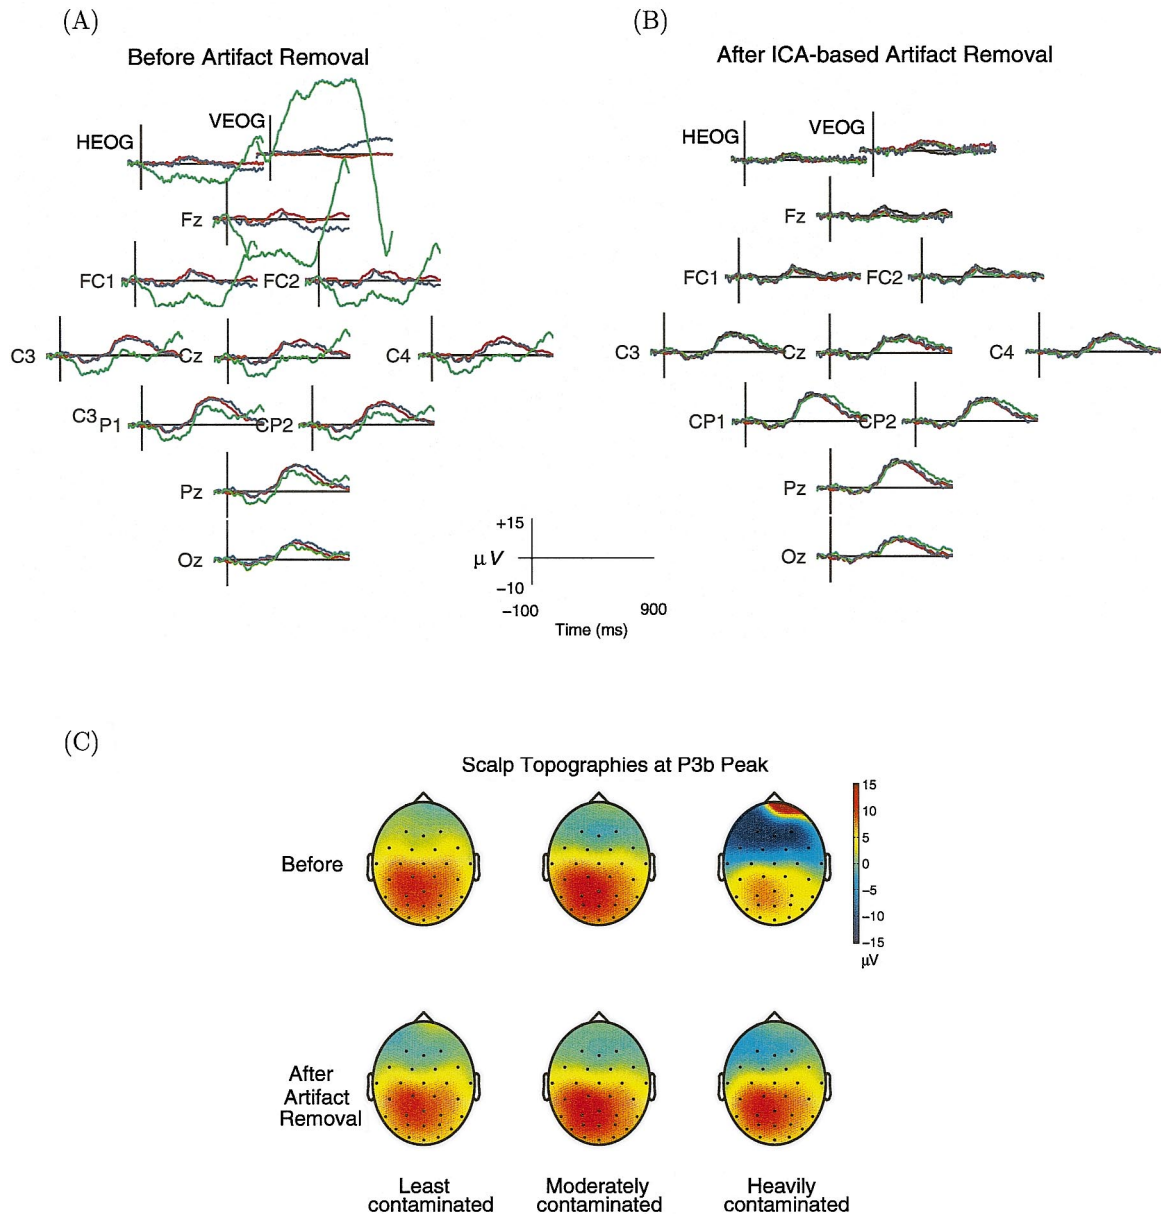 (A)
Before Artifact Removal
HEOG
VEOG
Fz
FC1
FC2
C3
Cz
C4
C3
P1
CP2
Pz
Oz
+15
μV
−10
−100
900
Time (ms)
(B)
After ICA-based Artifact Removal
HEOG
VEOG
Fz
FC1
FC2
C3
Cz
C4
CP1
CP2
Pz
Oz
(C)
Scalp Topographies at P3b Peak
Before
15
10
5
0
−5
−10
−15
μV
After
Artifact
Removal
Least
contaminated
Moderately
contaminated
Heavily
contaminated